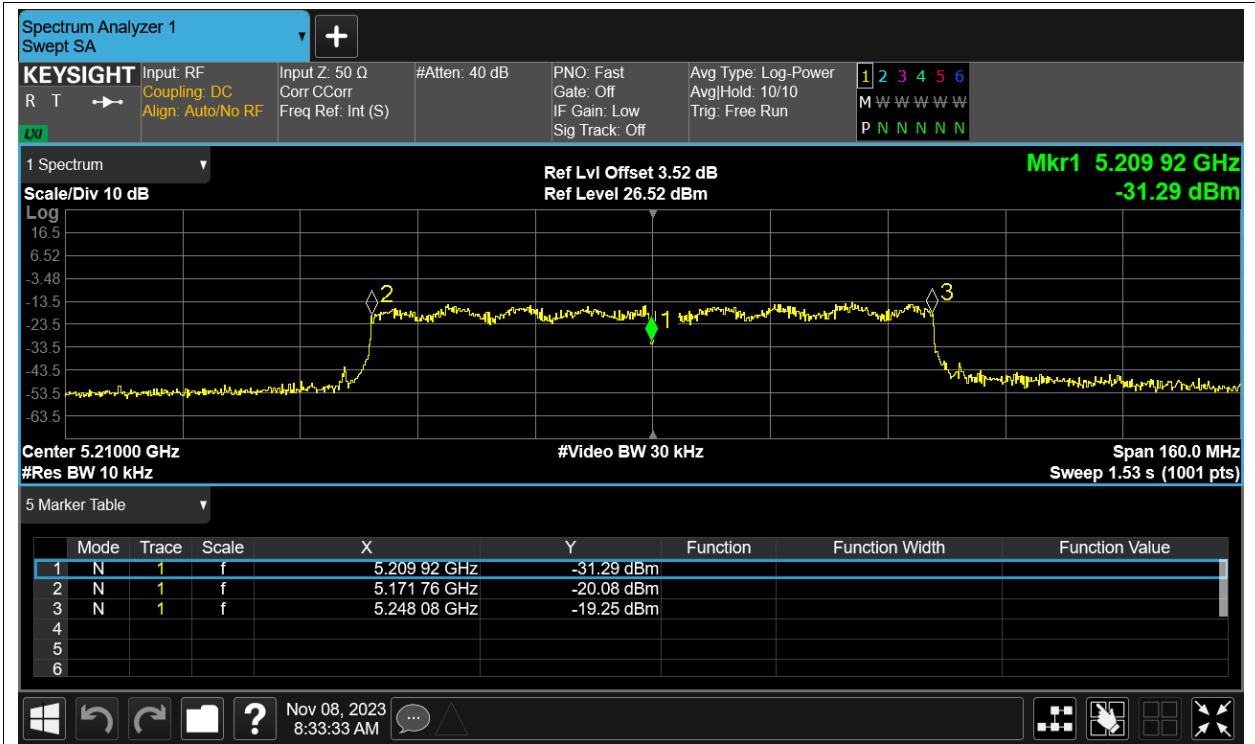 Spectrum Analyzer 1
Swept SA
+
KEYSIGHT
R T
LXI
Input: RF
Coupling: DC
Align: Auto/No RF
Input Z: 50 Ω
Corr CCorr
Freq Ref: Int (S)
#Atten: 40 dB
PNO: Fast
Gate: Off
IF Gain: Low
Sig Track: Off
Avg Type: Log-Power
Avg|Hold: 10/10
Trig: Free Run
1 2 3 4 5 6
M W W W W W W
P N N N N N N
1 Spectrum
Scale/Div 10 dB
Ref Lvl Offset 3.52 dB
Ref Level 26.52 dBm
Mkr1 5.209 92 GHz
-31.29 dBm
Log
16.5
6.52
-3.48
-13.5
-23.5
-33.5
-43.5
-53.5
-63.5
2
1
3
Center 5.21000 GHz
#Res BW 10 kHz
#Video BW 30 kHz
Span 160.0 MHz
Sweep 1.53 s (1001 pts)
5 Marker Table
Mode Trace Scale X Y Function Function Width Function Value
1 N 1 f 5.209 92 GHz -31.29 dBm
2 N 1 f 5.171 76 GHz -20.08 dBm
3 N 1 f 5.248 08 GHz -19.25 dBm
4
5
6
?
Nov 08, 2023
8:33:33 AM